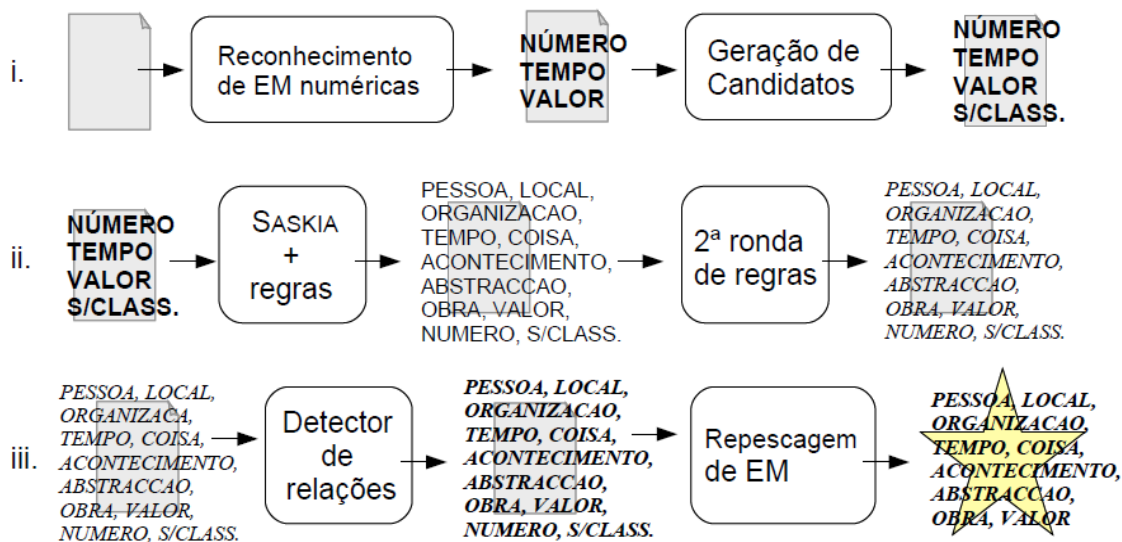 i.
Reconhecimento
de EM numéricas
NÚMERO
TEMPO
VALOR
Geração de
Candidatos
NÚMERO
TEMPO
VALOR
S/CLASS.
ii.
NÚMERO
TEMPO
VALOR
S/CLASS.
SASKIA
+
regras
PESSOA, LOCAL,
ORGANIZACAO,
TEMPO, COISA,
ACONTECIMENTO,
ABSTRACCAO,
OBRA, VALOR,
NUMERO, S/CLASS.
2ª ronda
de regras
PESSOA, LOCAL,
ORGANIZACAO,
TEMPO, COISA,
ACONTECIMENTO,
ABSTRACCAO,
OBRA, VALOR,
NUMERO, S/CLASS.
iii.
PESSOA, LOCAL,
ORGANIZACA,
TEMPO, COISA,
ACONTECIMENTO,
ABSTRACCAO,
OBRA, VALOR,
NUMERO, S/CLASS.
Detector
de
relações
PESSOA, LOCAL,
ORGANIZACAO,
TEMPO, COISA,
ACONTECIMENTO,
ABSTRACCAO,
OBRA, VALOR,
NUMERO, S/CLASS.
Repescagem
de EM
PESSOA, LOCAL,
ORGANIZACAO,
TEMPO, COISA,
ACONTECIMENTO,
ABSTRACCAO,
OBRA, VALOR